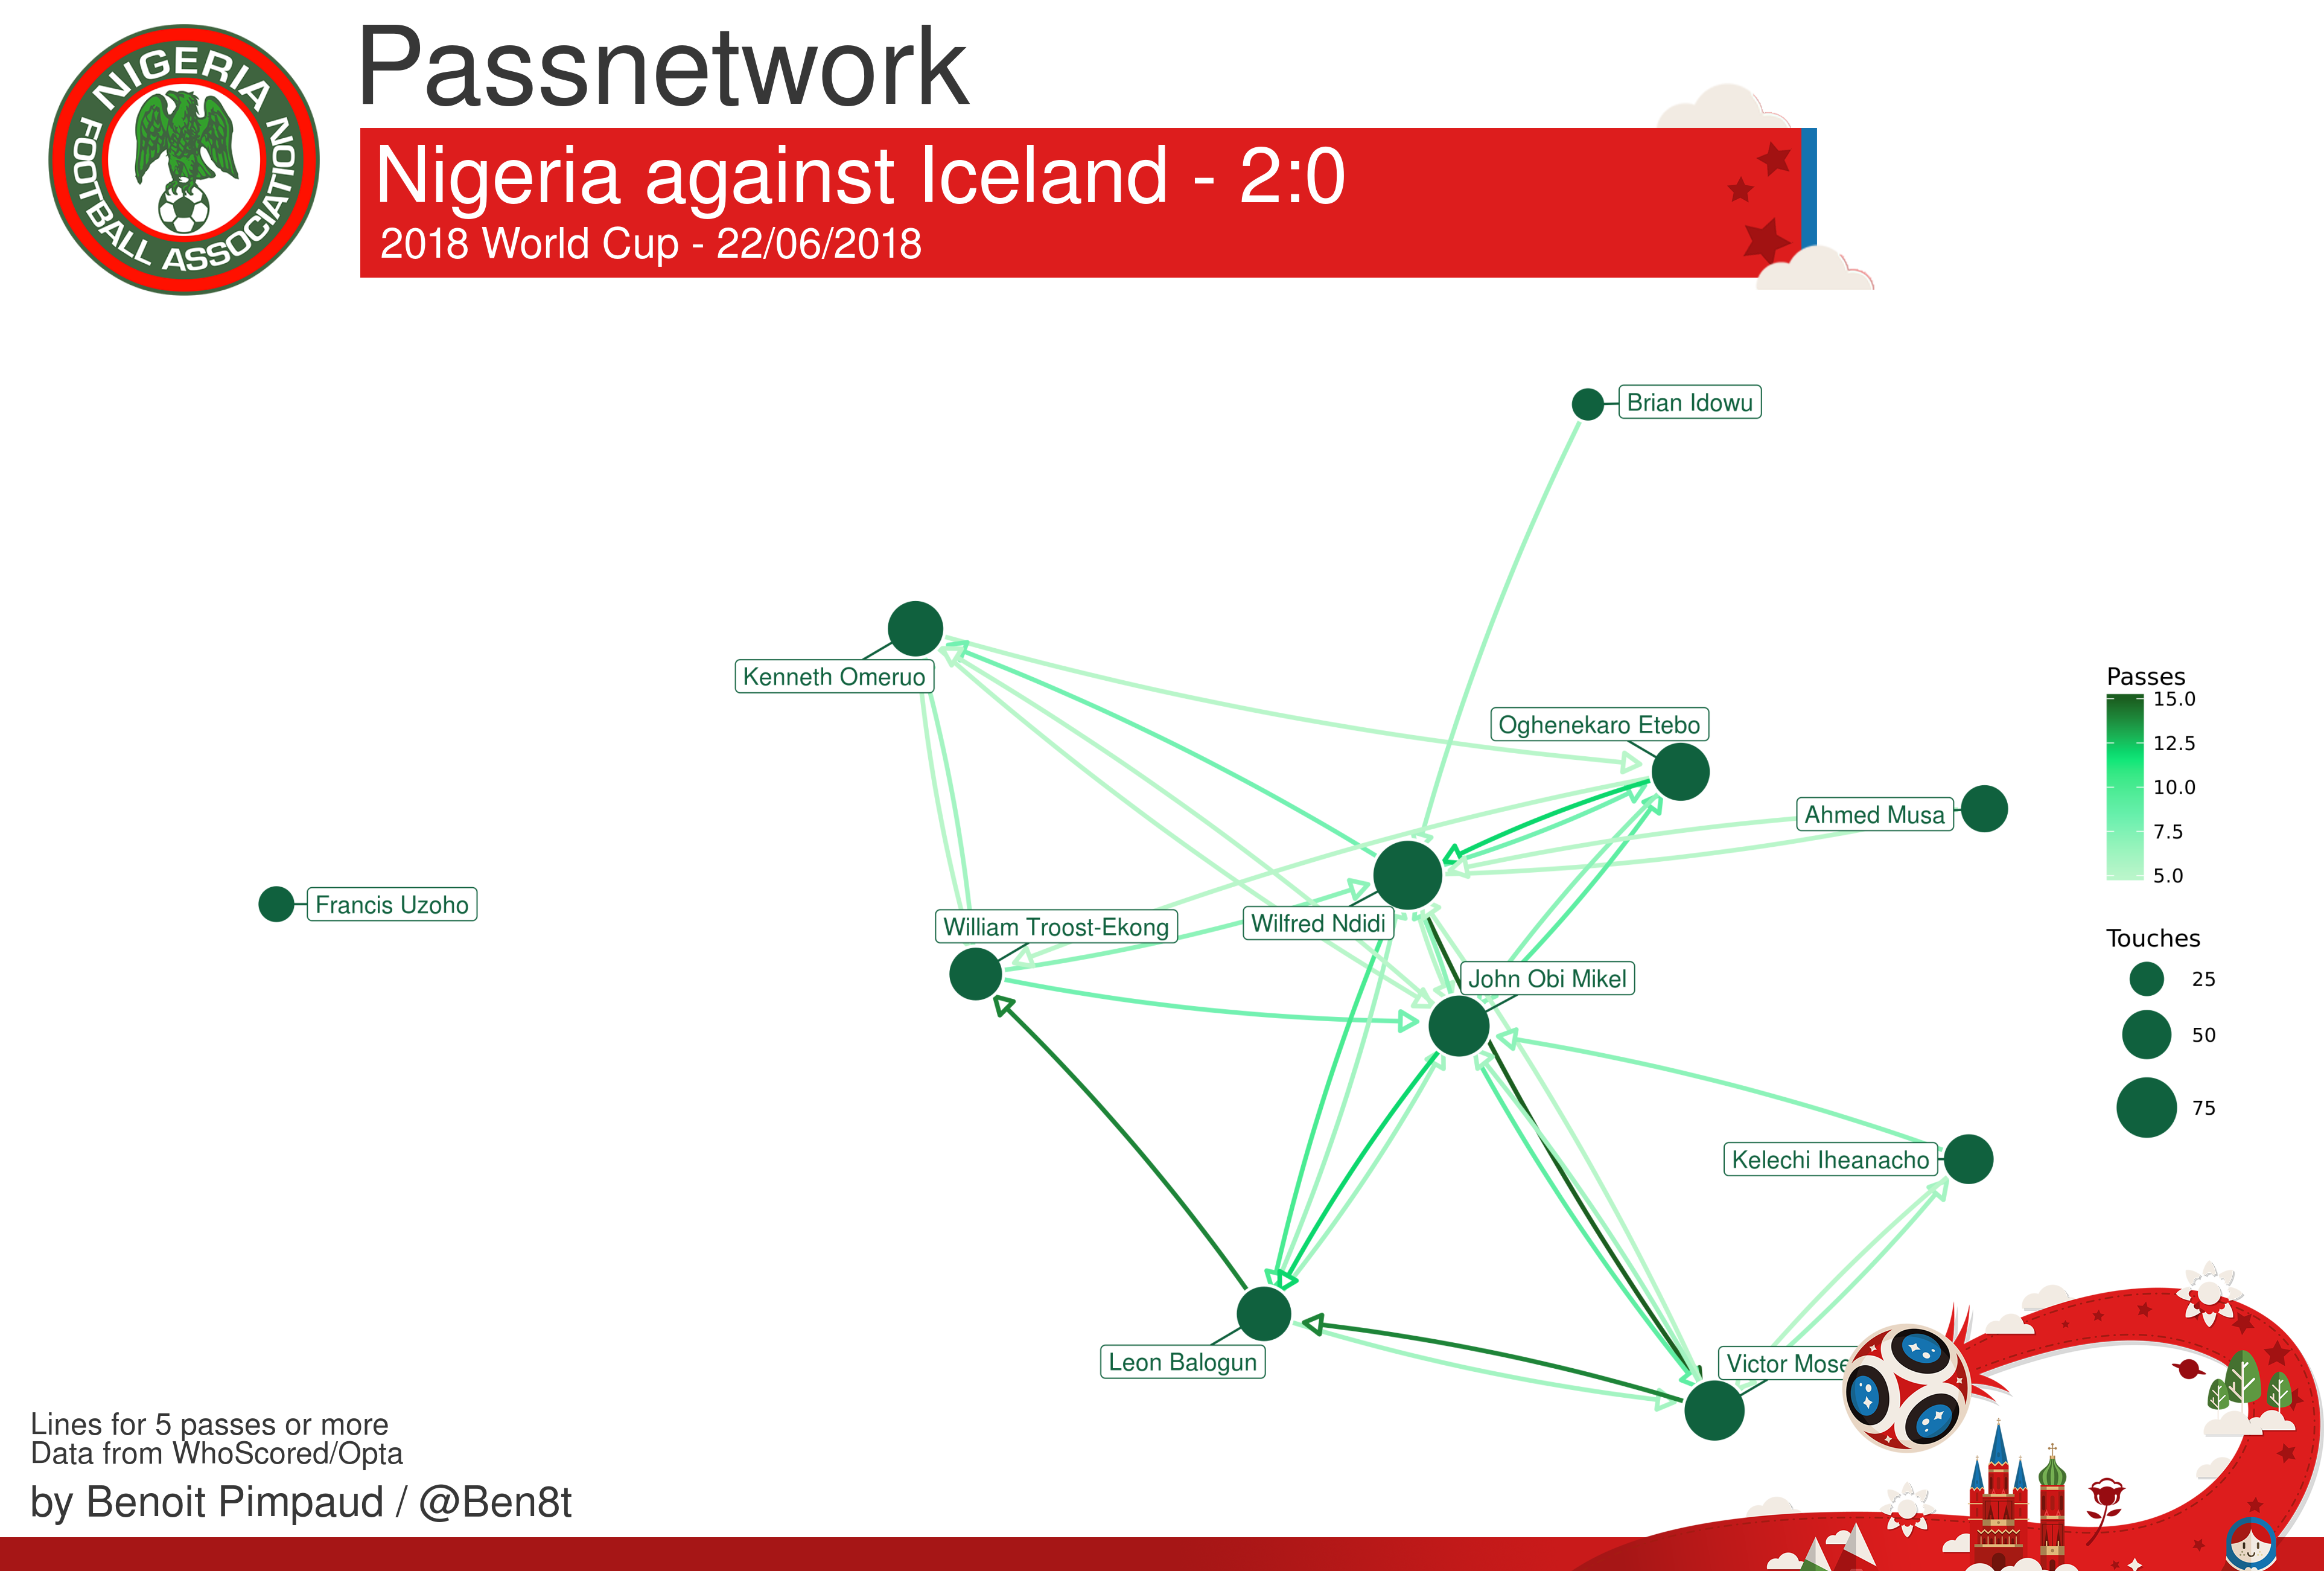 NIGERIA
FOOTBALL ASSOCIATION
Passnetwork
Nigeria against Iceland - 2:0
2018 World Cup - 22/06/2018
Brian Idowu
Kenneth Omeruo
Oghenekaro Etebo
Ahmed Musa
Francis Uzoho
William Troost-Ekong
Wilfred Ndidi
John Obi Mikel
Kelechi Iheanacho
Leon Balogun
Victor Mose
Passes
15.0
12.5
10.0
7.5
5.0
Touches
25
50
75
Lines for 5 passes or more
Data from WhoScored/Opta
by Benoit Pimpaud / @Ben8t